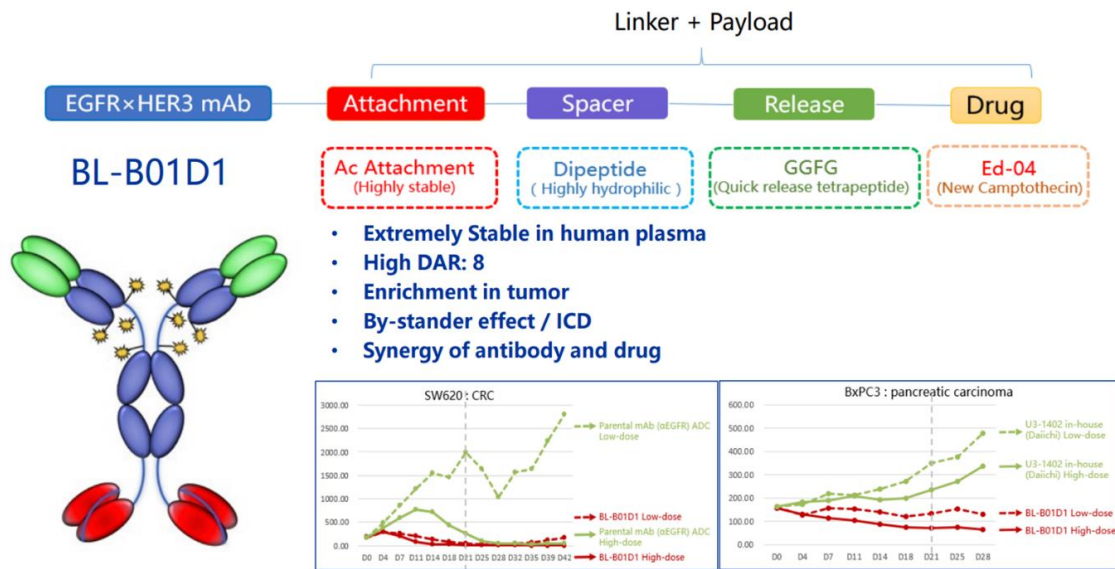 Linker + Payload
EGFR×HER3 mAb
Attachment
Spacer
Release
Drug
BL-B01D1
Ac Attachment
(Highly stable)
Dipeptide
( Highly hydrophilic )
GGFG
(Quick release tetrapeptide)
Ed-04
(New Camptothecin)
• Extremely Stable in human plasma
• High DAR: 8
• Enrichment in tumor
• By-stander effect / ICD
• Synergy of antibody and drug
SW620 : CRC
3000.00
2500.00
2000.00
1500.00
1000.00
500.00
0.00
D0 D4 D7 D11 D14 D18 D21 D25 D28 D32 D35 D39 D42
Parental mAb (αEGFR) ADC
Low-dose
BL-B01D1 Low-dose
Parental mAb (αEGFR) ADC
High-dose
BL-B01D1 High-dose
BxPC3 : pancreatic carcinoma
600.00
500.00
400.00
300.00
200.00
100.00
0.00
D0 D4 D7 D11 D14 D18 D21 D25 D28
U3-1402 in-house
(Daiichi) Low-dose
U3-1402 in-house
(Daiichi) High-dose
BL-B01D1 Low-dose
BL-B01D1 High-dose